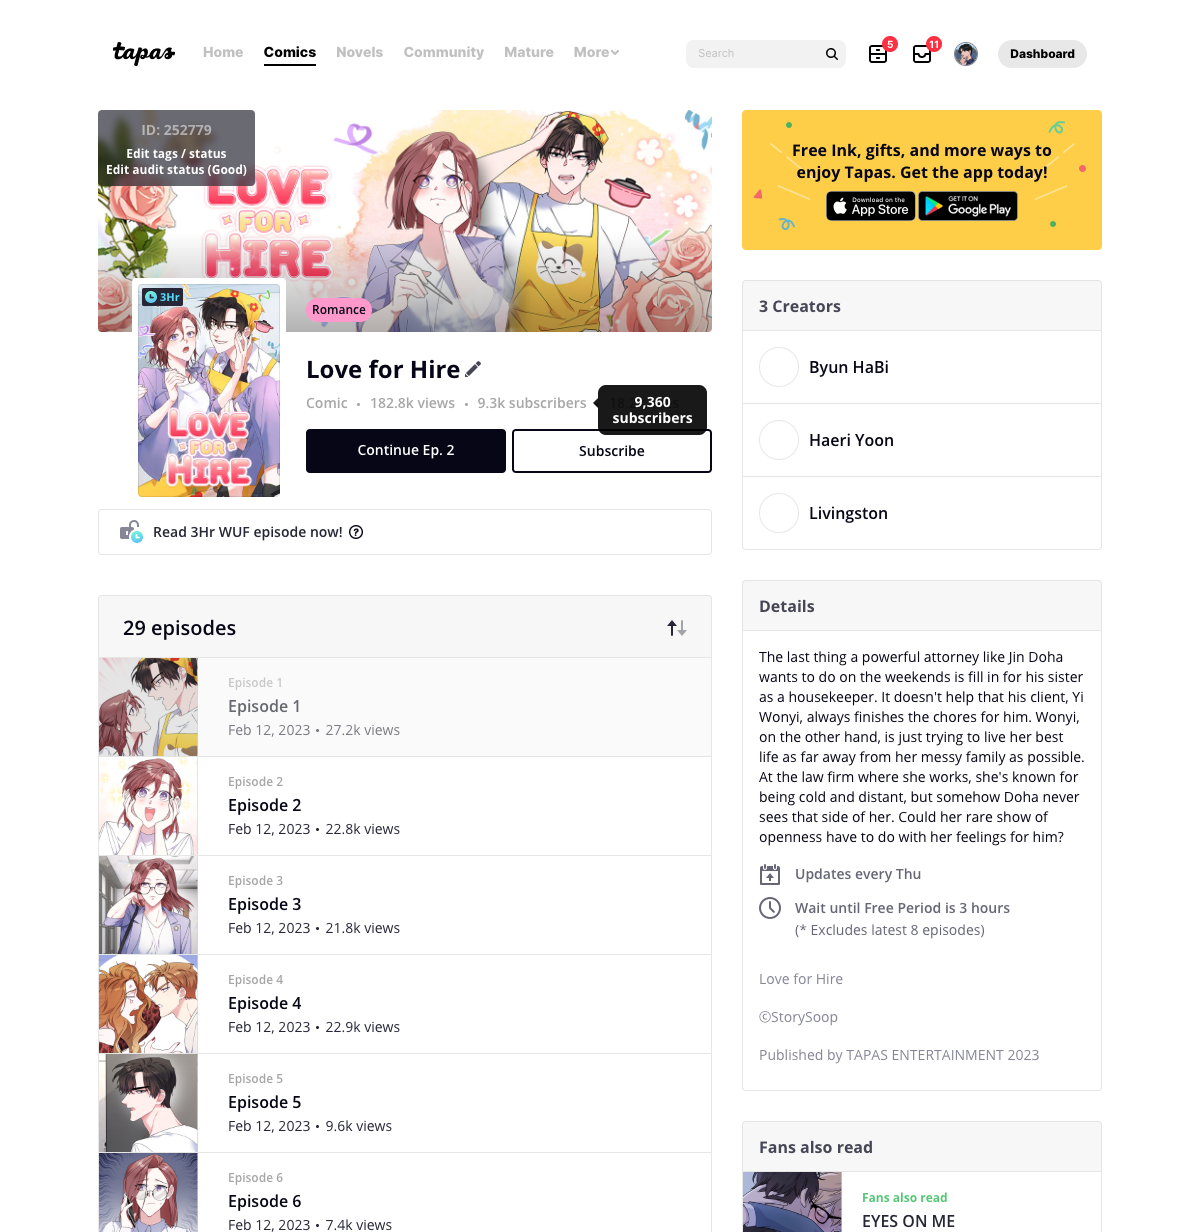 tapas
Home
Comics
Novels
Community
Mature
More
Search
5
11
Dashboard
ID: 252779
Edit tags / status
Edit audit status (Good)
LOVE
FOR
HIRE
3Hr
LOVE
FOR
HIRE
Romance
Love for Hire
Comic • 182.8k views • 9.3k subscribers
9,360
subscribers
Continue Ep. 2
Subscribe
Read 3Hr WUF episode now!
29 episodes
Episode 1
Episode 1
Feb 12, 2023 • 27.2k views
Episode 2
Episode 2
Feb 12, 2023 • 22.8k views
Episode 3
Episode 3
Feb 12, 2023 • 21.8k views
Episode 4
Episode 4
Feb 12, 2023 • 22.9k views
Episode 5
Episode 5
Feb 12, 2023 • 9.6k views
Episode 6
Episode 6
Feb 12, 2023 • 7.4k views
Free Ink, gifts, and more ways to
enjoy Tapas. Get the app today!
Download on the
App Store
GET IT ON
Google Play
3 Creators
Byun HaBi
Haeri Yoon
Livingston
Details
The last thing a powerful attorney like Jin Doha
wants to do on the weekends is fill in for his sister
as a housekeeper. It doesn't help that his client, Yi
Wonyi, always finishes the chores for him. Wonyi,
on the other hand, is just trying to live her best
life as far away from her messy family as possible.
At the law firm where she works, she's known for
being cold and distant, but somehow Doha never
sees that side of her. Could her rare show of
openness have to do with her feelings for him?
Updates every Thu
Wait until Free Period is 3 hours
(* Excludes latest 8 episodes)
Love for Hire
©StorySoop
Published by TAPAS ENTERTAINMENT 2023
Fans also read
Fans also read
EYES ON ME